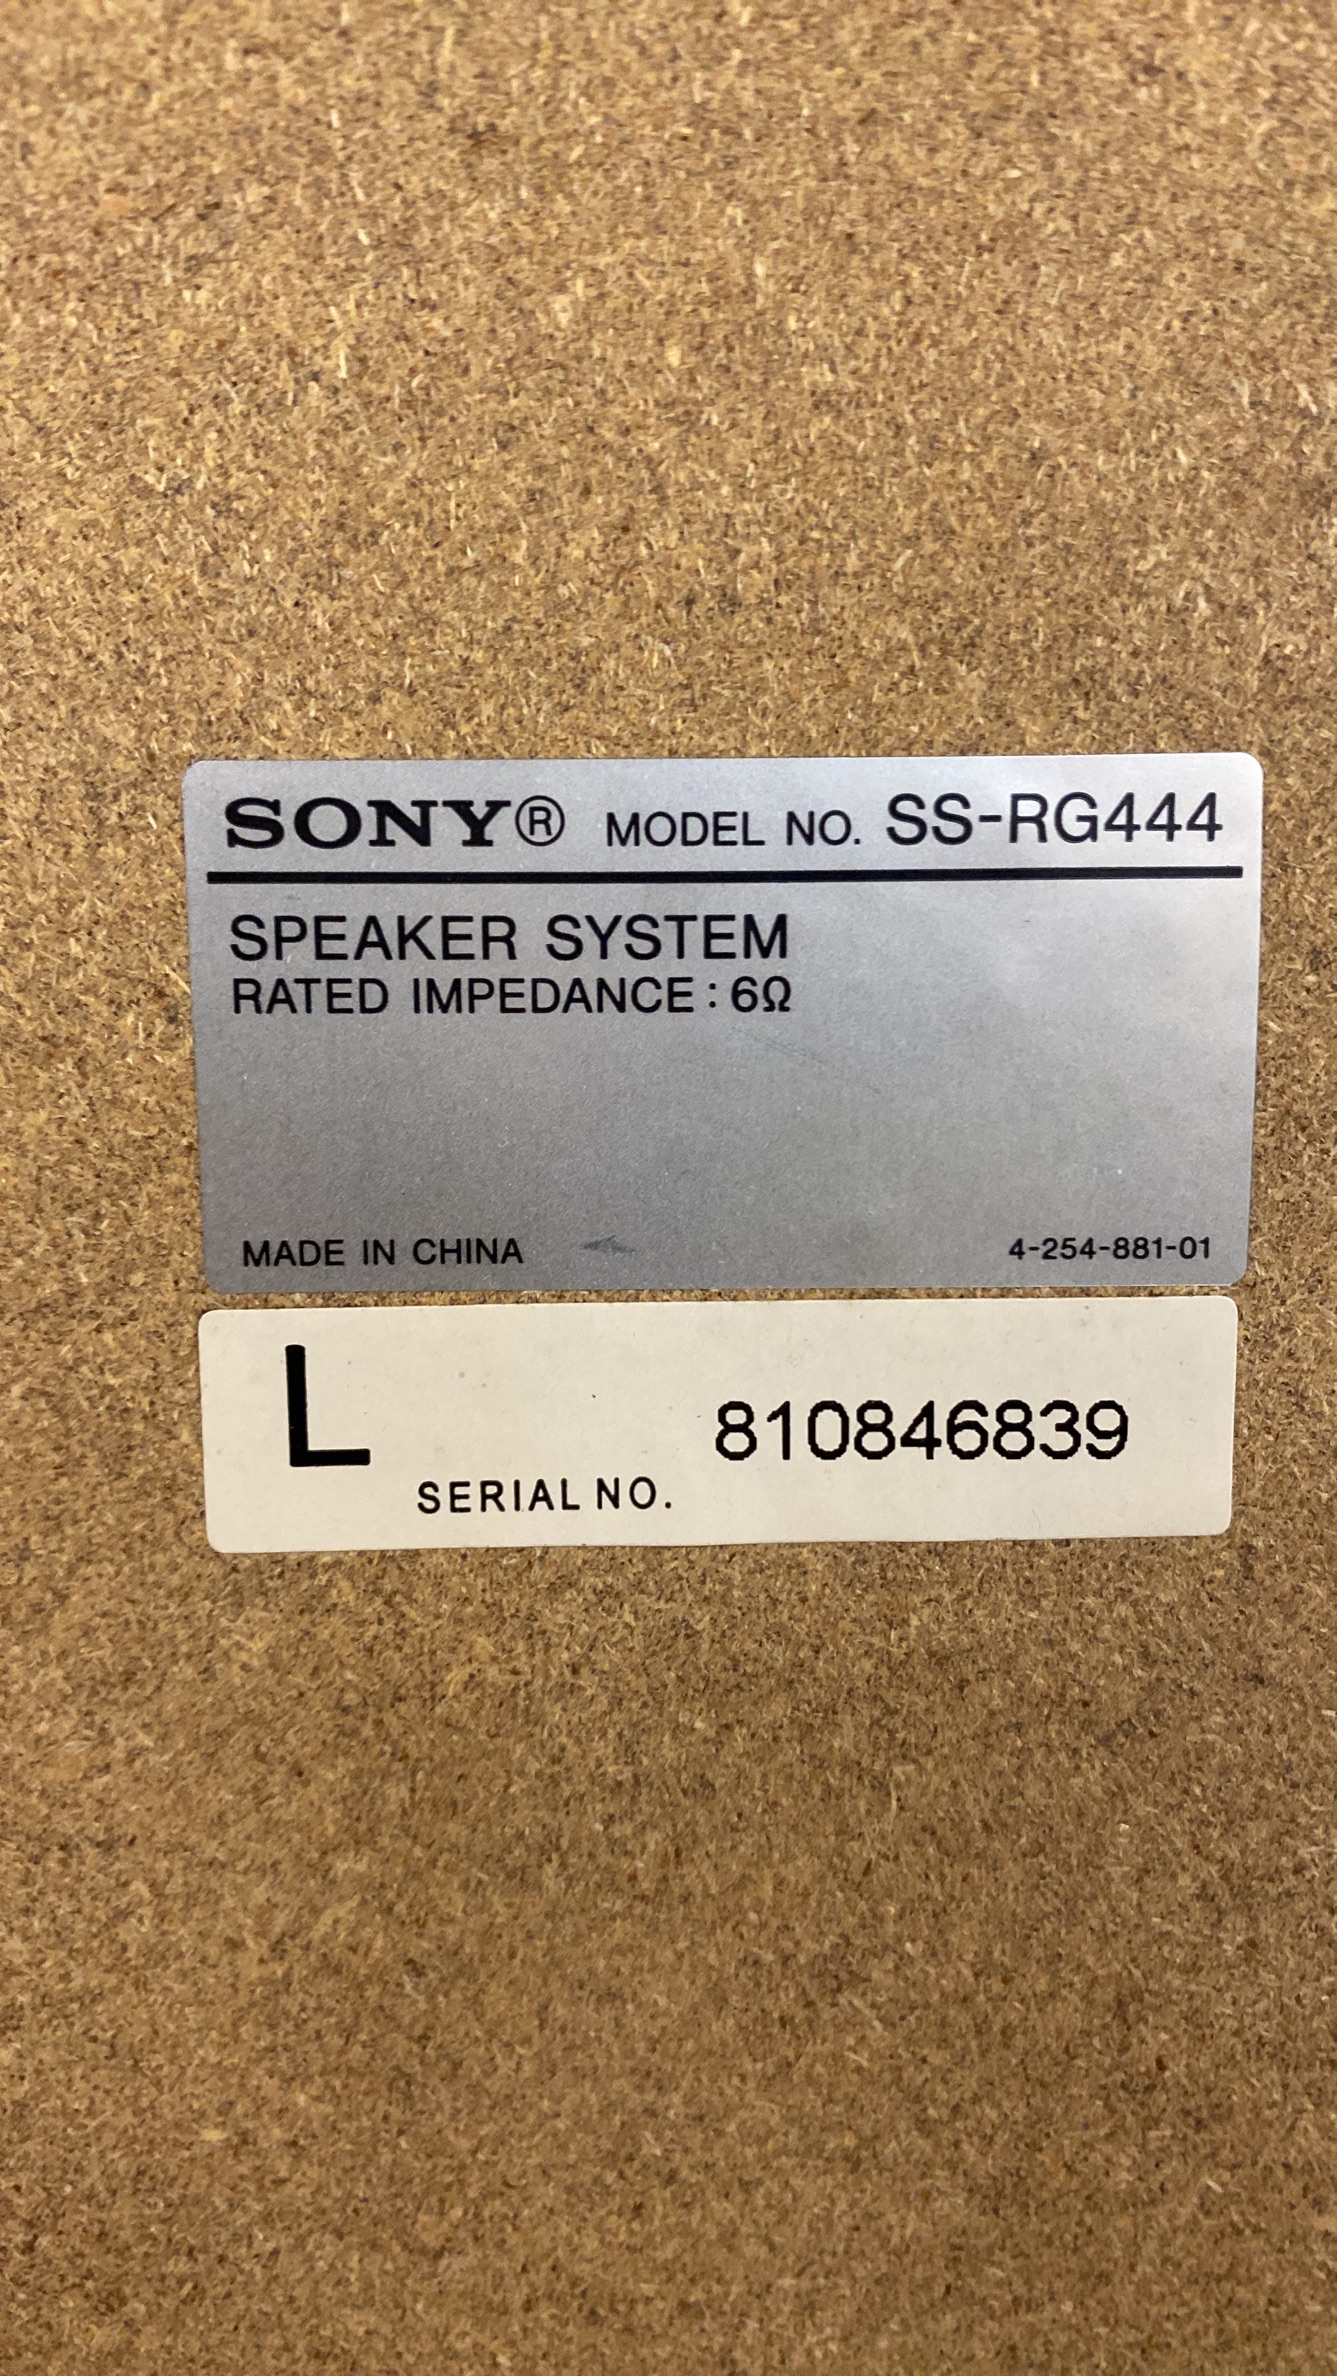 SONY® MODEL NO. SS-RG444
SPEAKER SYSTEM
RATED IMPEDANCE : 6Ω
MADE IN CHINA 4-254-881-01
L SERIAL NO. 810846839